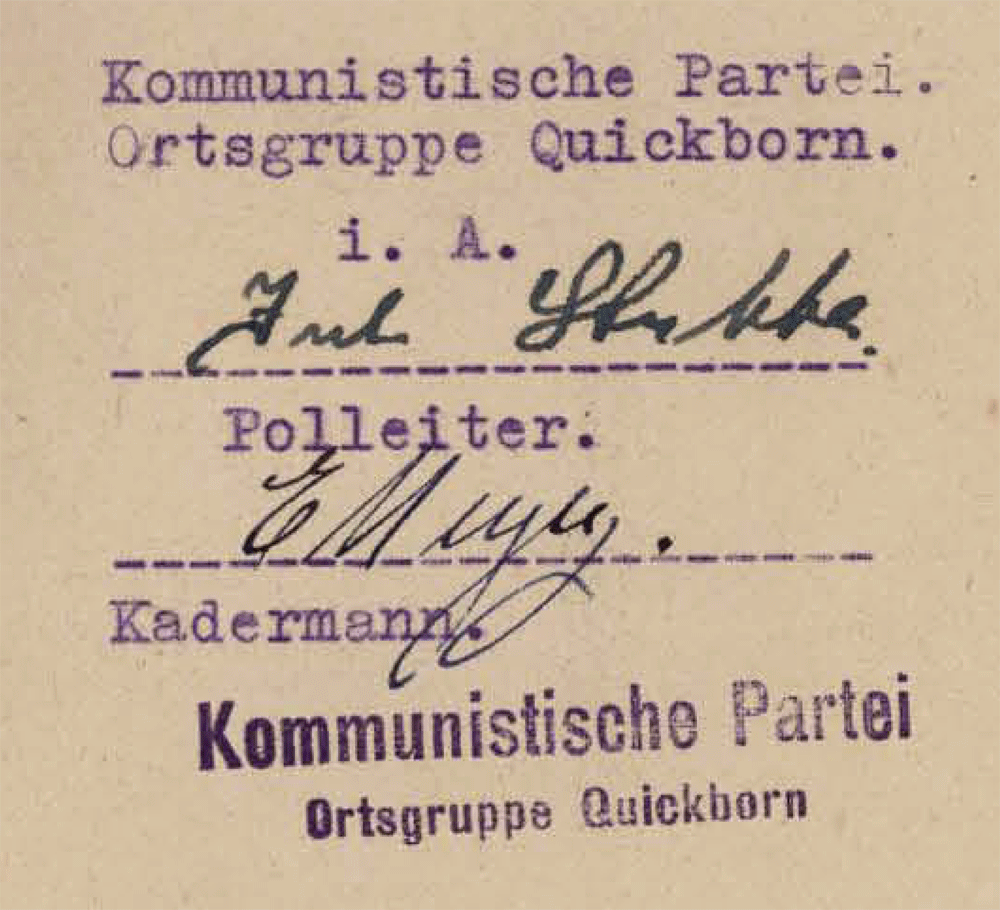 Kommunistische Partei.
Ortsgruppe Quickborn.
i. A.
Polleiter.
Kadermann.
Kommunistische Partei
Ortsgruppe Quickborn